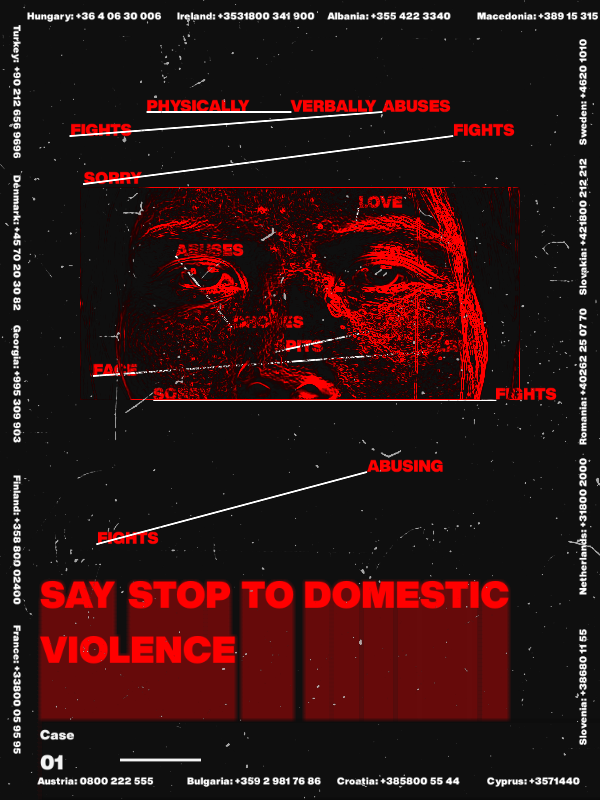 Hungary: +36 4 06 30 006
Ireland: +3531800 341 900
Albania: +355 422 3340
Macedonia: +389 15 315
Turkey: +90 212 656 9696
Denmark: +45 70 20 30 82
Georgia: +995 309 903
Finland: +358 800 02400
France: +33800 05 95 95
Sweden: +4620 1010
Slovakia: +421800 212 212
Romania: +40262 25 07 70
Netherlands: +31800 2000
Slovenia: +38680 11 55
PHYSICALLY VERBALLY ABUSES
FIGHTS FIGHTS
SORRY
LOVE
ABUSES
FACE
SORRY FIGHTS
ABUSING
FIGHTS
SAY STOP TO DOMESTIC
VIOLENCE
Case
01
Austria: 0800 222 555
Bulgaria: +359 2 981 76 86
Croatia: +385800 55 44
Cyprus: +3571440